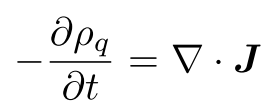 −∂ρ_q/∂t = ∇ · J